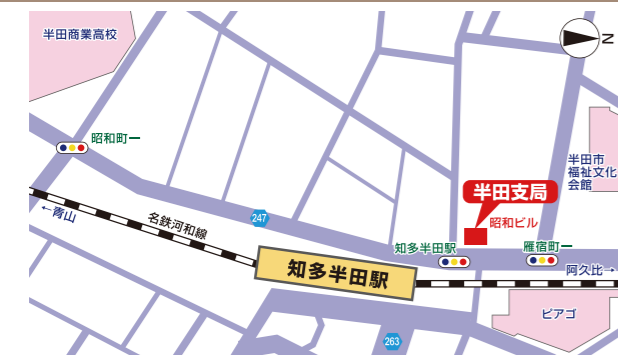 半田商業高校
N
昭和町一
半田市
福祉文化
会館
半田支局
昭和ビル
←青山
名鉄河和線
247
知多半田駅
雁宿町一
阿久比→
知多半田駅
ピアゴ
263